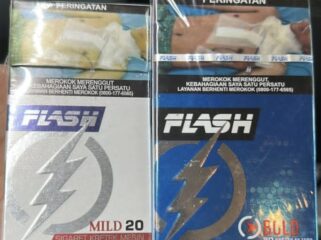 PERINGATAN
MEROKOK MERENGGUT
KEBAHAGIAAN SAYA SATU PERSATU
LAYANAN BERHENTI MEROKOK (0800-177-6565)
FLASH
MILD 20
SIGARET KRETEK MESIN
PERINGATAN
MEROKOK MERENGGUT
KEBAHAGIAAN SAYA SATU PERSATU
LAYANAN BERHENTI MEROKOK (0800-177-6565)
FLASH
BOLD